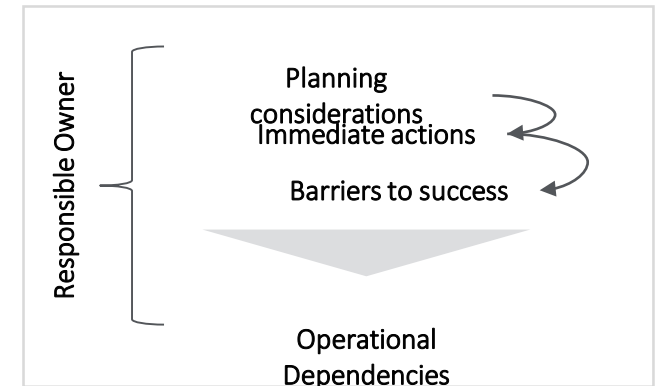 Responsible Owner
Planning
considerations
Immediate actions
Barriers to success
Operational
Dependencies